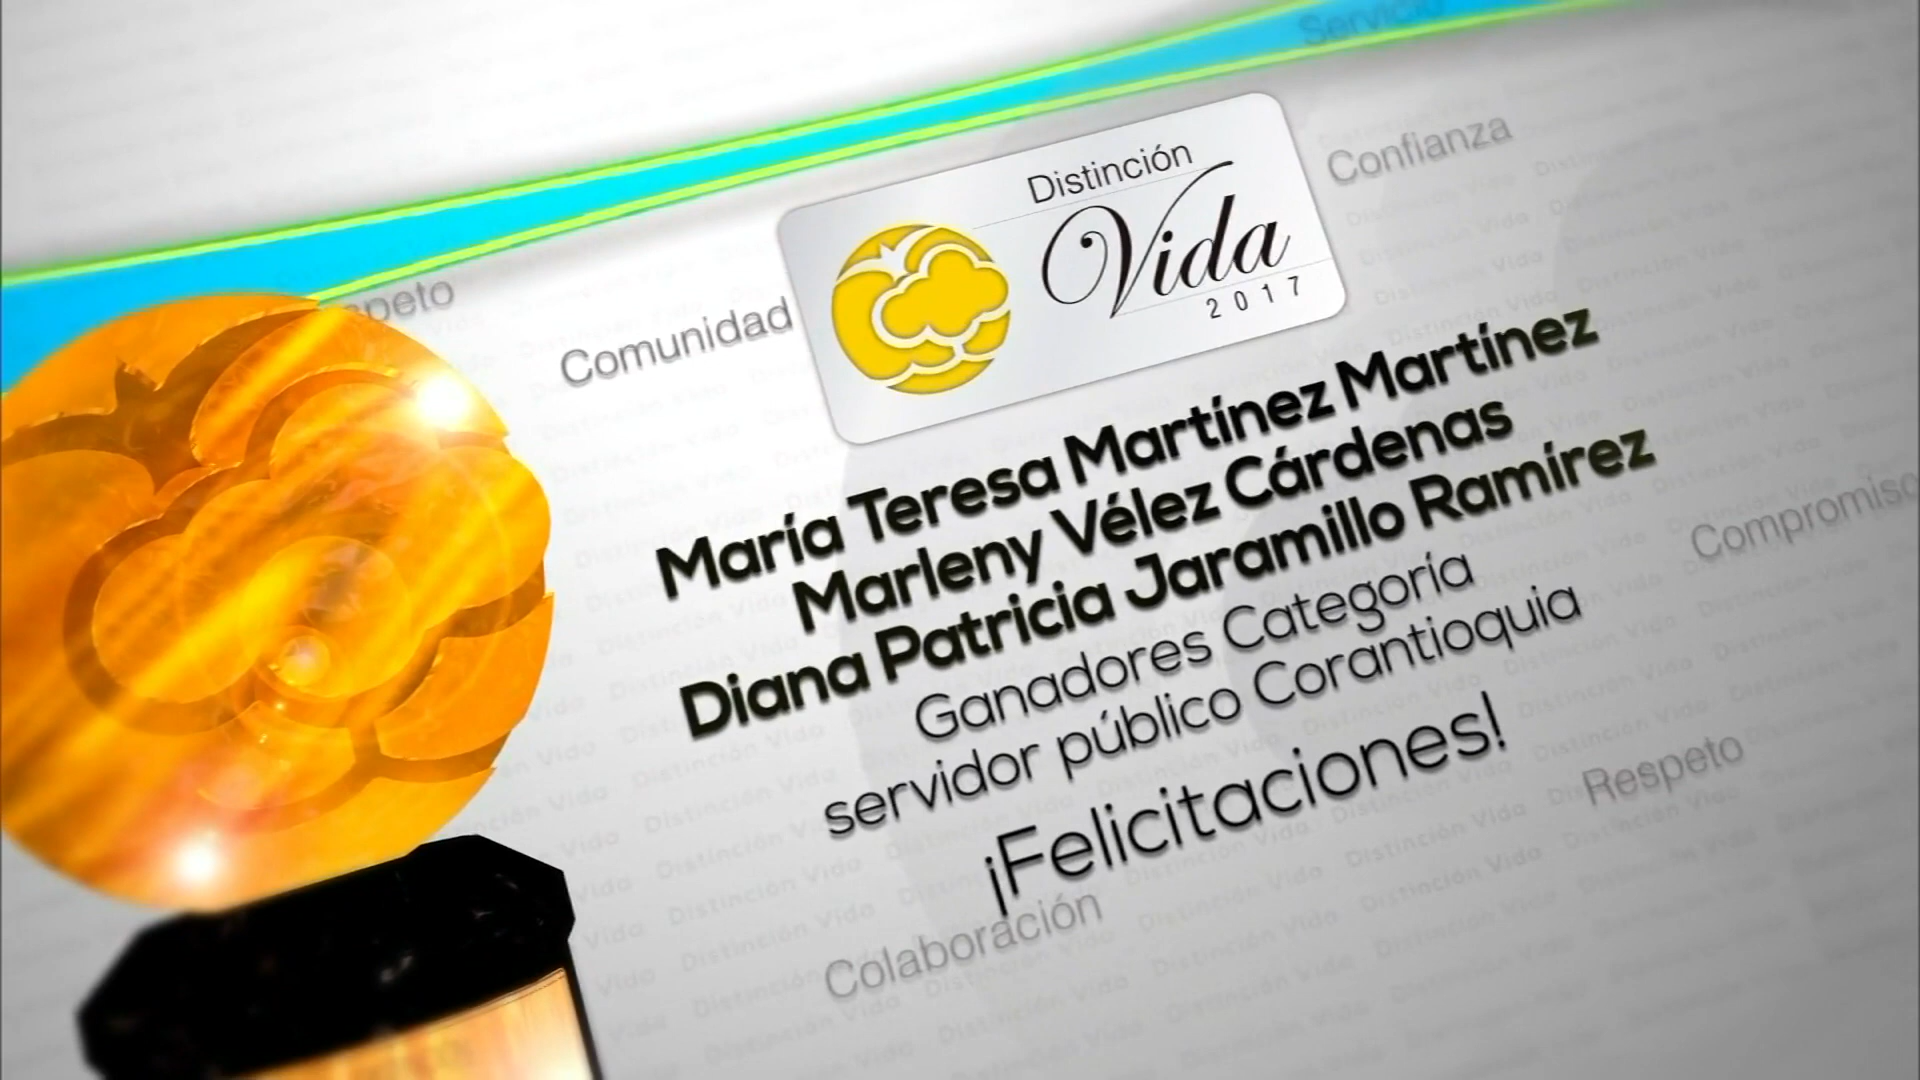 Servicio
Confianza
Distinción
Vida
2017
Comunidad
María Teresa Martínez Martínez
Marleny Vélez Cárdenas
Diana Patricia Jaramillo Ramírez
Ganadores Categoría
servidor público Corantioquia
¡Felicitaciones!
Compromiso
Respeto
Colaboración